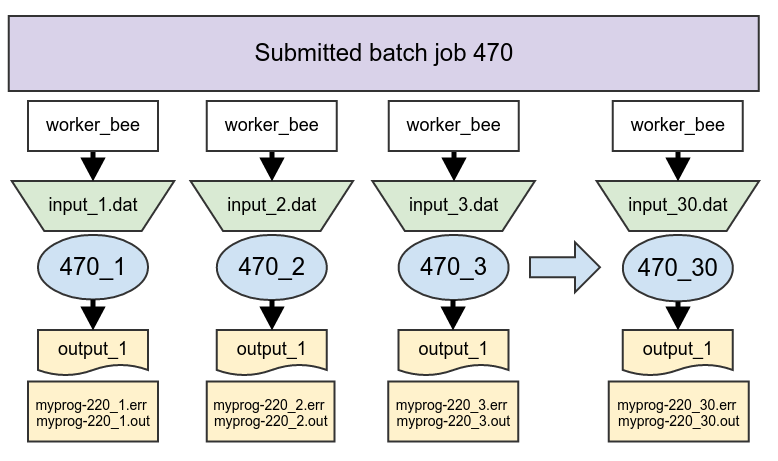 Submitted batch job 470
worker_bee
worker_bee
worker_bee
worker_bee
input_1.dat
input_2.dat
input_3.dat
input_30.dat
470_1
470_2
470_3
470_30
output_1
output_1
output_1
output_1
myprog-220_1.err
myprog-220_1.out
myprog-220_2.err
myprog-220_2.out
myprog-220_3.err
myprog-220_3.out
myprog-220_30.err
myprog-220_30.out